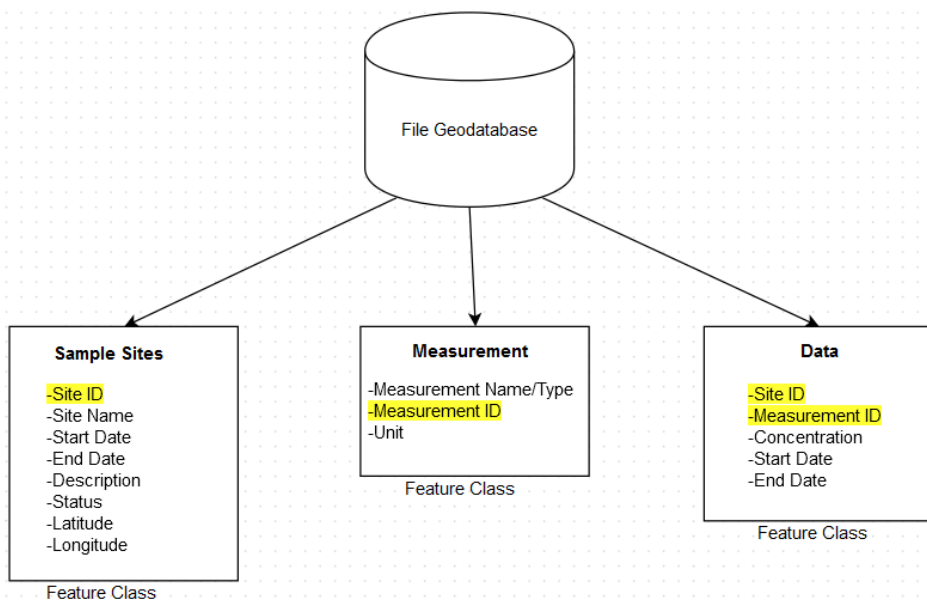 File Geodatabase
Sample Sites
-Site ID
-Site Name
-Start Date
-End Date
-Description
-Status
-Latitude
-Longitude
Feature Class
Measurement
-Measurement Name/Type
-Measurement ID
-Unit
Feature Class
Data
-Site ID
-Measurement ID
-Concentration
-Start Date
-End Date
Feature Class